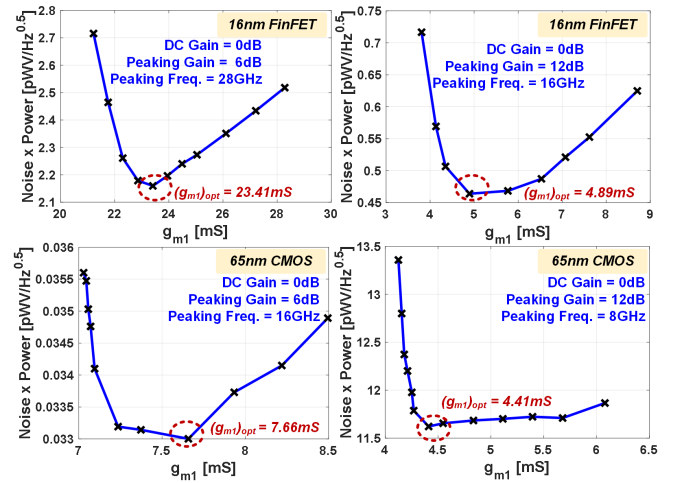 16nm FinFET
DC Gain = 0dB
Peaking Gain = 6dB
Peaking Freq. = 28GHz
(gm1)opt = 23.41mS
Noise x Power [pWV/Hz^0.5]
2.8
2.7
2.6
2.5
2.4
2.3
2.2
2.1
20 22 24 26 28 30
gm1 [mS]
16nm FinFET
DC Gain = 0dB
Peaking Gain = 12dB
Peaking Freq. = 16GHz
(gm1)opt = 4.89mS
Noise x Power [pWV/Hz^0.5]
0.75
0.7
0.65
0.6
0.55
0.5
0.45
3 4 5 6 7 8 9
gm1 [mS]
65nm CMOS
DC Gain = 0dB
Peaking Gain = 6dB
Peaking Freq. = 16GHz
(gm1)opt = 7.66mS
Noise x Power [pWV/Hz^0.5]
0.036
0.0355
0.035
0.0345
0.034
0.0335
0.033
7 7.5 8 8.5
gm1 [mS]
65nm CMOS
DC Gain = 0dB
Peaking Gain = 12dB
Peaking Freq. = 8GHz
(gm1)opt = 4.41mS
Noise x Power [pWV/Hz^0.5]
13.5
13
12.5
12
11.5
4 4.5 5 5.5 6 6.5
gm1 [mS]